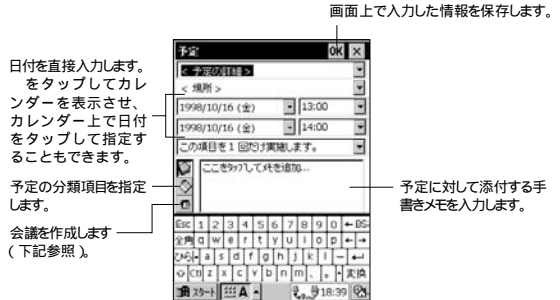 画面上で入力した情報を保存します。
日付を直接入力します。
をタップしてカレ
ンダーを表示させ、
カレンダー上で日付
をタップして指定す
ることもできます。
予定の分類項目を指定
します。
会議を作成します
(下記参照)。
予定 OK ×
< 予定の詳細 >
< 場所 >
1998/10/16 (金) 13:00
1998/10/16 (金) 14:00
この項目を1 回だけ実施します。
ここをタップしてメモを追加...
予定に対して添付する手
書きメモを入力します。
Esc 1 2 3 4 5 6 7 8 9 0 ←BS
全角 q w e r t y u i o p ← →
ひら a s d f g h j k l -
Ctl z x c v b n m 、 。 変換
スタート A 18:39